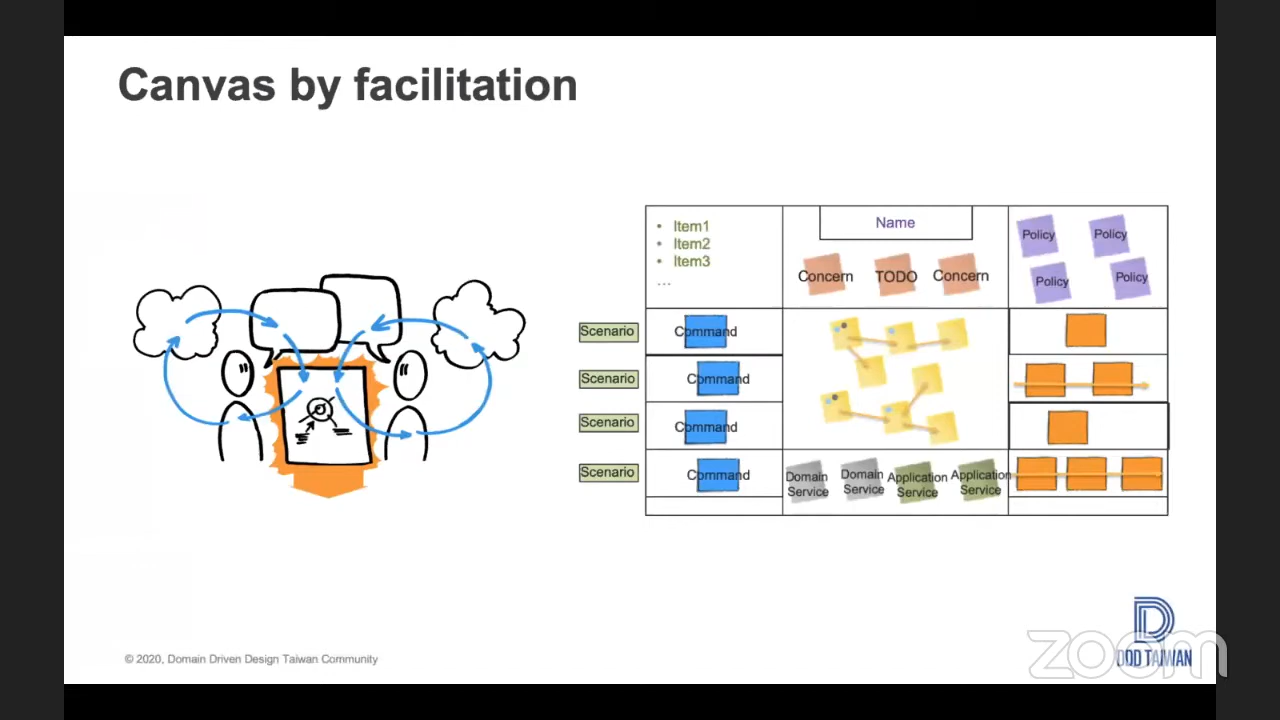 Canvas by facilitation
• Item1
• Item2
• Item3
...
Name
Concern
TODO
Concern
Policy
Policy
Policy
Policy
Scenario
Command
Scenario
Command
Scenario
Command
Scenario
Command
Domain
Service
Domain
Service
Application
Service
Application
Service
© 2020, Domain Driven Design Taiwan Community
DDD TAIWAN
zoom